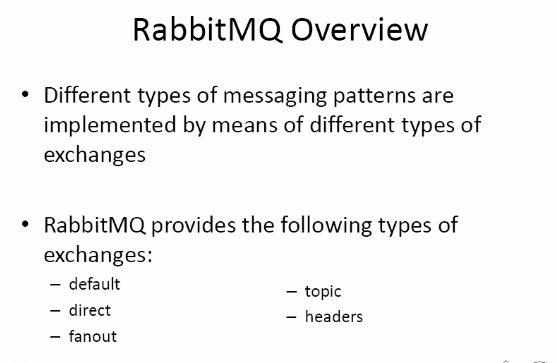 RabbitMQ Overview
• Different types of messaging patterns are
implemented by means of different types of
exchanges
• RabbitMQ provides the following types of
exchanges:
– default
– direct
– fanout
– topic
– headers